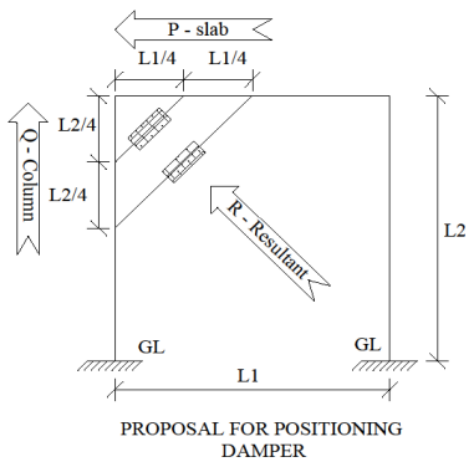 P - slab
L1/4 L1/4
L2/4
Q - Column
L2/4
L2
R - Resultant
GL GL
L1
PROPOSAL FOR POSITIONING
DAMPER